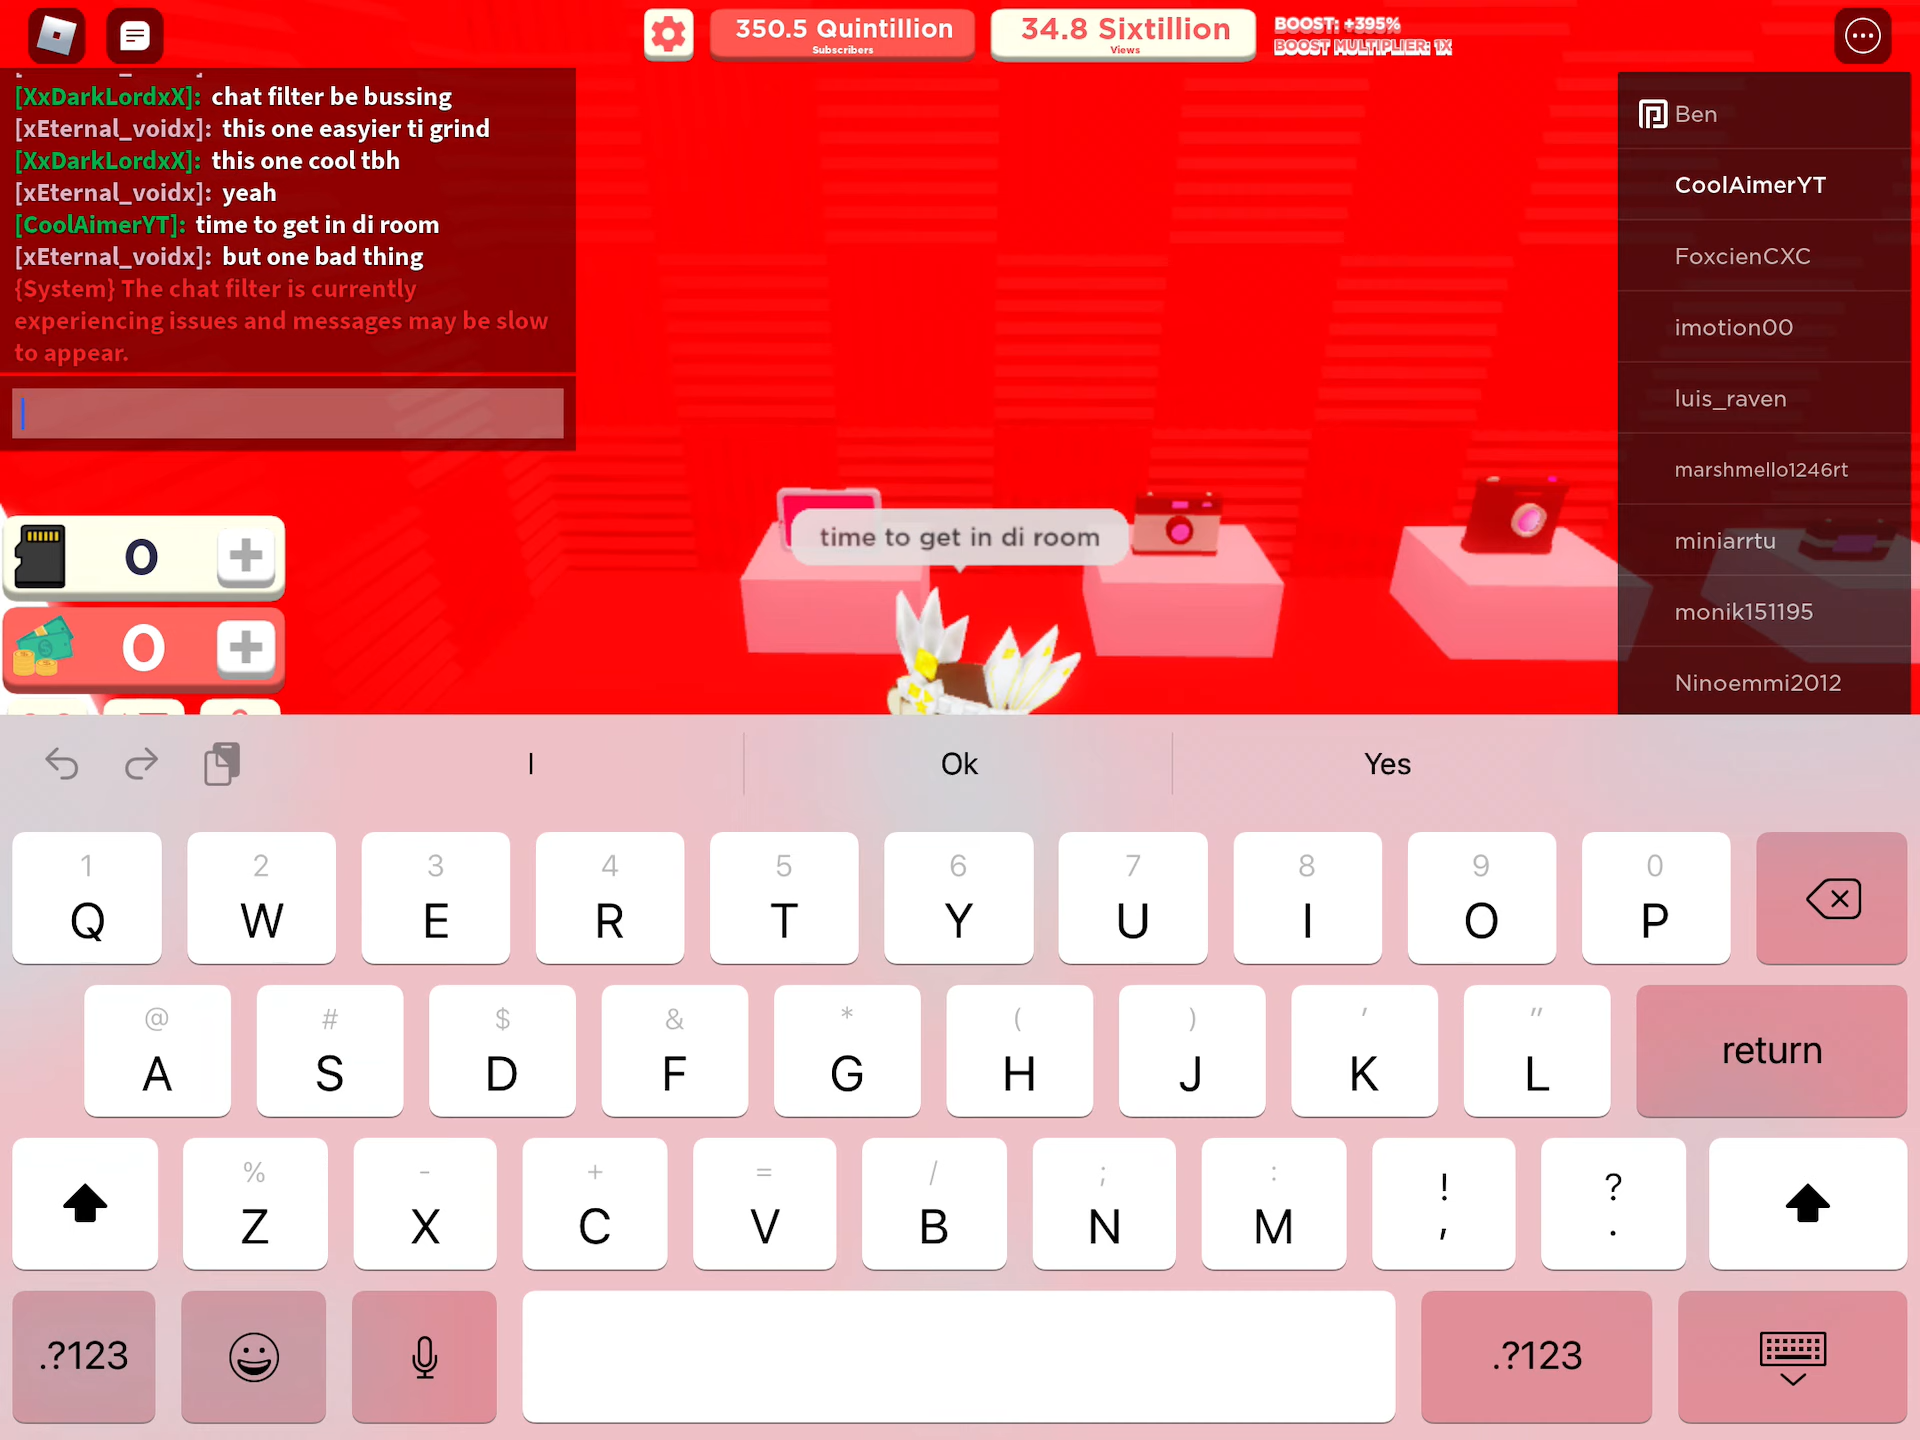 350.5 Quintillion
Subscribers
34.8 Sixtillion
Views
BOOST: +395%
BOOST MULTIPLIER: 1X
[XxDarkLordxX]: chat filter be bussing
[xEternal_voidx]: this one easyier ti grind
[XxDarkLordxX]: this one cool tbh
[xEternal_voidx]: yeah
[CoolAimerYT]: time to get in di room
[xEternal_voidx]: but one bad thing
{System} The chat filter is currently
experiencing issues and messages may be slow
to appear.
Ben
CoolAimerYT
FoxcienCXC
imotion00
luis_raven
marshmello1246rt
miniarrtu
monik151195
Ninoemmi2012
time to get in di room
0
0
I Ok Yes
1 2 3 4 5 6 7 8 9 0
Q W E R T Y U I O P
@ # $ & * ( ) ' "
A S D F G H J K L return
% - + = / ; : ! ?
Z X C V B N M , .
.?123 .?123